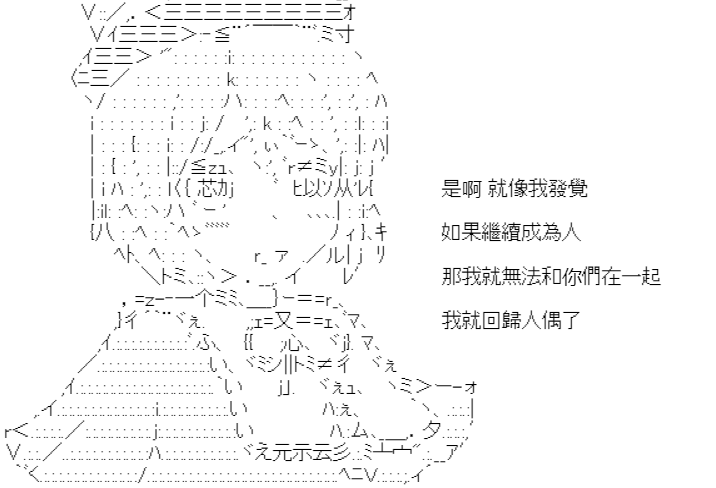 是啊 就像我發覺
如果繼續成為人
那我就無法和你們在一起
我就回歸人偶了